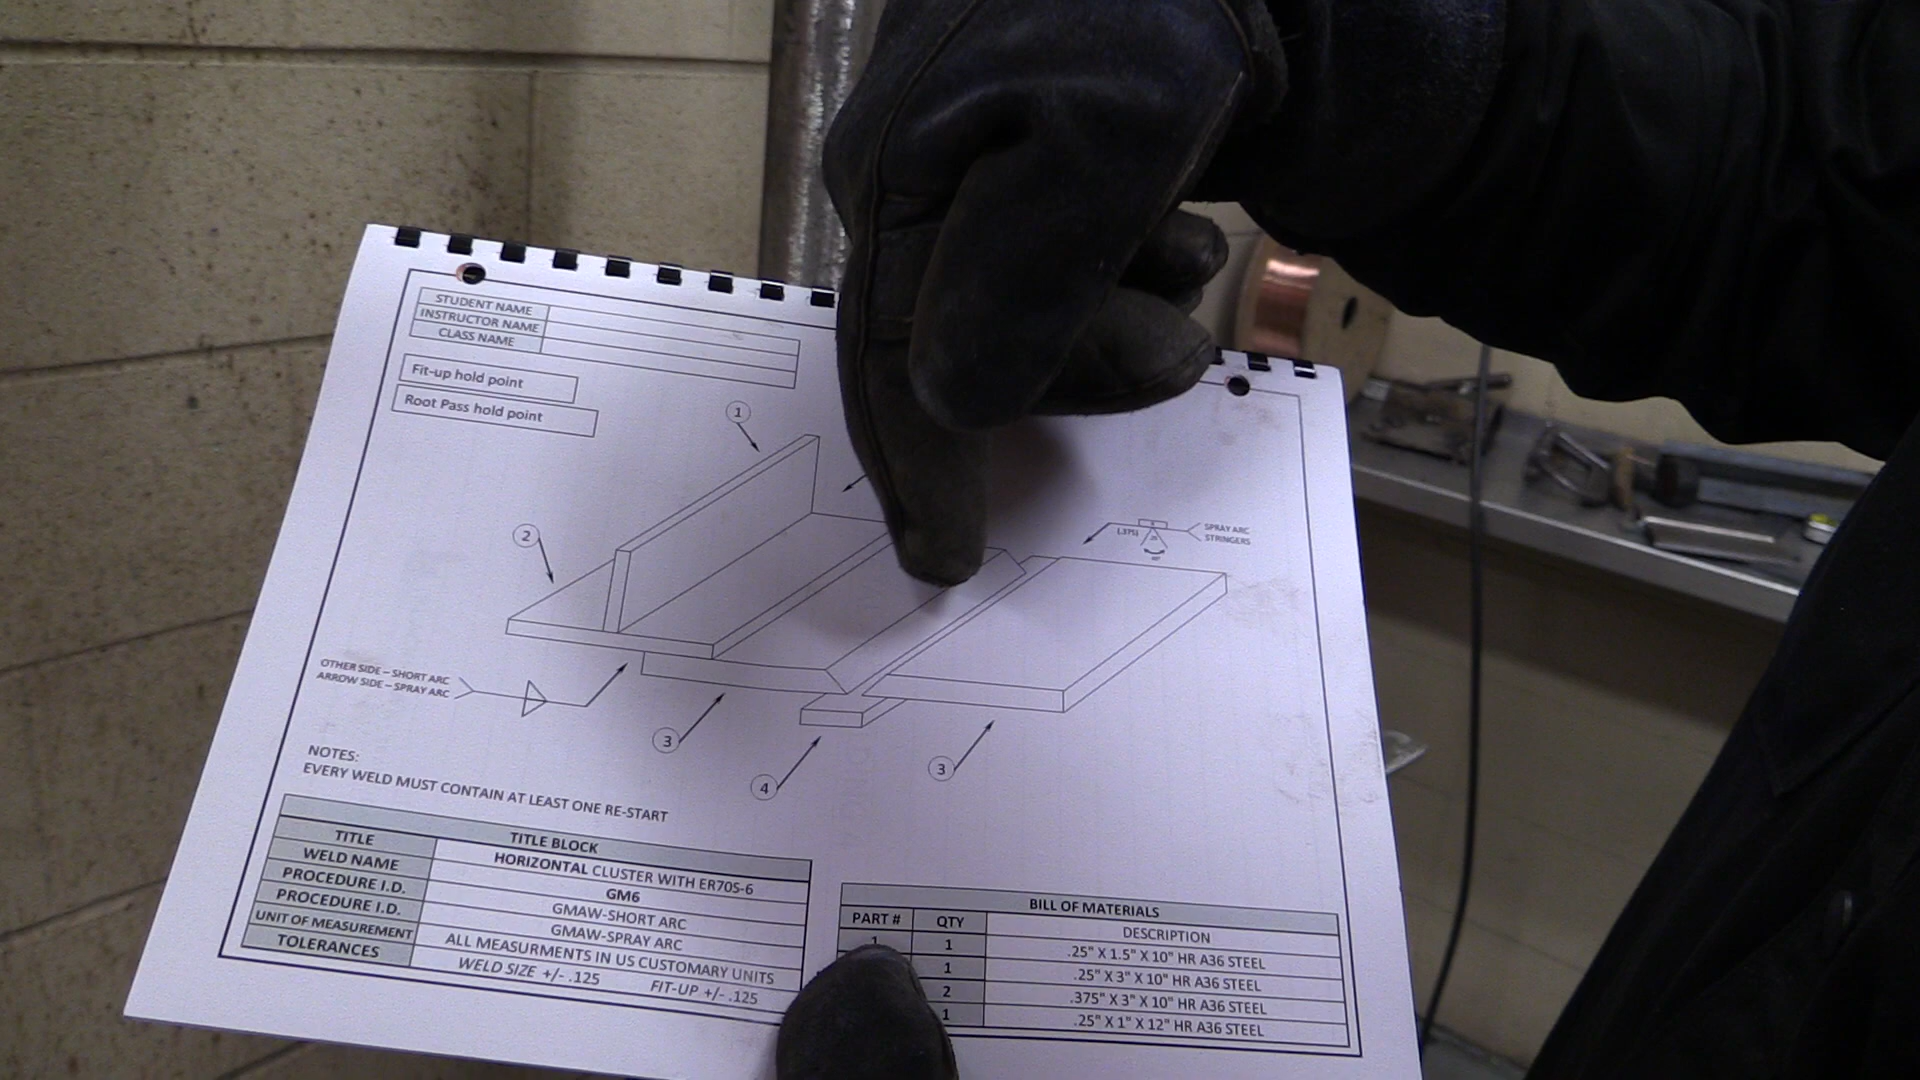 STUDENT NAME
INSTRUCTOR NAME
CLASS NAME
Fit-up hold point
Root Pass hold point
1
2
(.375)
SPRAY ARC
STRINGERS
OTHER SIDE – SHORT ARC
ARROW SIDE – SPRAY ARC
3
4
3
NOTES:
EVERY WELD MUST CONTAIN AT LEAST ONE RE-START
TITLE BLOCK
TITLE HORIZONTAL CLUSTER WITH ER70S-6
WELD NAME GM6
PROCEDURE I.D. GMAW-SHORT ARC
PROCEDURE I.D. GMAW-SPRAY ARC
UNIT OF MEASUREMENT ALL MEASURMENTS IN US CUSTOMARY UNITS
TOLERANCES WELD SIZE +/- .125 FIT-UP +/- .125
BILL OF MATERIALS
PART # QTY DESCRIPTION
1 1 .25" X 1.5" X 10" HR A36 STEEL
1 .25" X 3" X 10" HR A36 STEEL
2 .375" X 3" X 10" HR A36 STEEL
1 .25" X 1" X 12" HR A36 STEEL